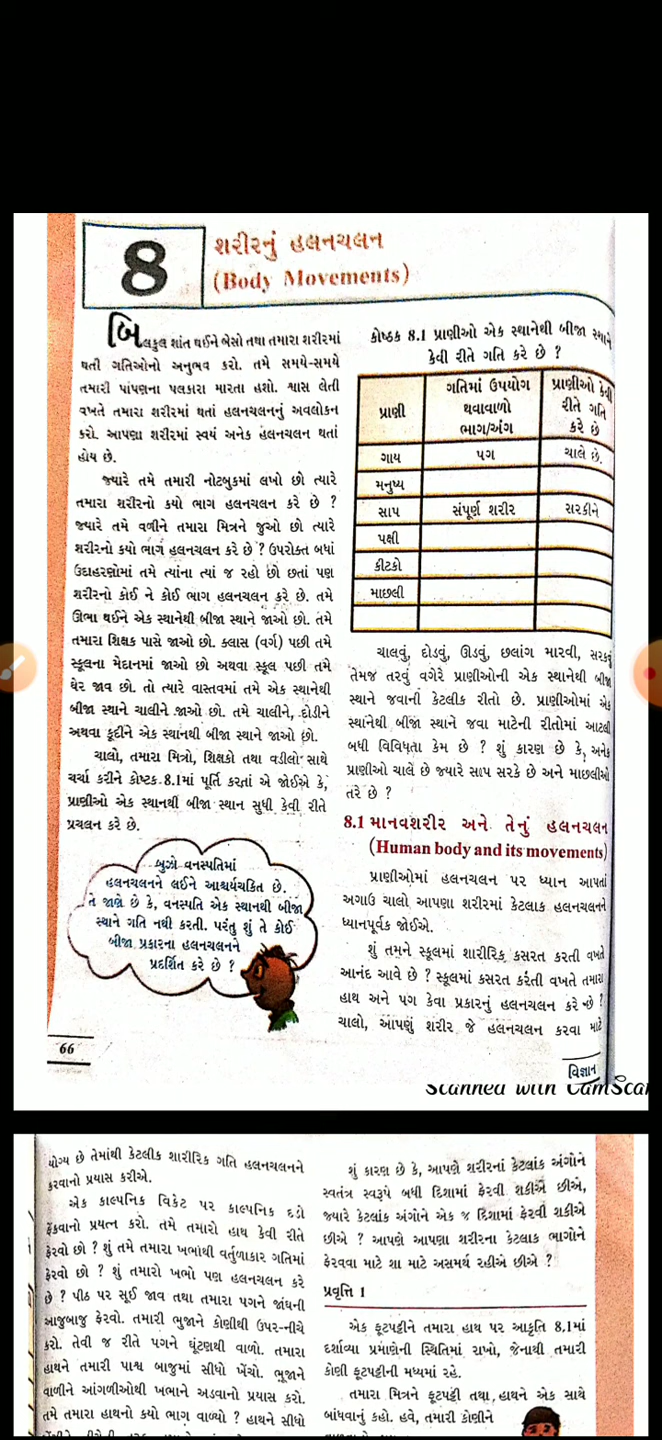 8
શરીરનું હલનચલન
(Body Movements)
બિલકુલ શાંત થઈને બેસો તથા તમારા શરીરમાં
થતી ગતિઓનો અનુભવ કરો. તમે સમયે-સમયે
તમારી પાંપણના પલકારા મારતા હશો. શ્વાસ લેતી
વખતે તમારા શરીરમાં થતાં હલનચલનનું અવલોકન
કરો. આપણા શરીરમાં સ્વયં અનેક હલનચલન થતાં
હોય છે.
જ્યારે તમે તમારી નોટબુકમાં લખો છો ત્યારે
તમારા શરીરનો કયો ભાગ હલનચલન કરે છે ?
જ્યારે તમે વળીને તમારા મિત્રને જુઓ છો ત્યારે
શરીરનો કયો ભાગ હલનચલન કરે છે ? ઉપરોક્ત બધાં
ઉદાહરણોમાં તમે ત્યાંના ત્યાં જ રહો છો છતાં પણ
શરીરનો કોઈ ને કોઈ ભાગ હલનચલન કરે છે. તમે
ઊભા થઈને એક સ્થાનેથી બીજા સ્થાને જાઓ છો. તમે
તમારા શિક્ષક પાસે જાઓ છો. ક્લાસ (વર્ગ) પછી તમે
સ્કૂલના મેદાનમાં જાઓ છો અથવા સ્કૂલ પછી તમે
ઘેર જાવ છો. તો ત્યારે વાસ્તવમાં તમે એક સ્થાનેથી
બીજા સ્થાને ચાલીને જાઓ છો. તમે ચાલીને, દોડીને
અથવા કૂદીને એક સ્થાનથી બીજા સ્થાને જાઓ છો.
ચાલો, તમારા મિત્રો, શિક્ષકો તથા વડીલો સાથે
ચર્ચા કરીને કોષ્ટક 8.1માં પૂર્તિ કરતાં એ જોઈએ કે,
પ્રાણીઓ એક સ્થાનથી બીજા સ્થાન સુધી કેવી રીતે
પ્રચલન કરે છે.
બુઝો વનસ્પતિમાં
હલનચલનને લઈને આશ્ચર્યચકિત છે.
તે જાણે છે કે, વનસ્પતિ એક સ્થાનથી બીજા
સ્થાને ગતિ નથી કરતી. પરંતુ શું તે કોઈ
બીજા પ્રકારના હલનચલનને
પ્રદર્શિત કરે છે ?
66
કોષ્ઠક 8.1 પ્રાણીઓ એક સ્થાનેથી બીજા સ્થાને
કેવી રીતે ગતિ કરે છે ?
પ્રાણી
ગતિમાં ઉપયોગ
થવાવાળો
ભાગ/અંગ
પ્રાણીઓ કેવી
રીતે ગતિ
કરે છે
ગાય પગ ચાલે છે.
મનુષ્ય
સાપ સંપૂર્ણ શરીર સરકીને
પક્ષી
કીટકો
માછલી
ચાલવું, દોડવું, ઊડવું, છલાંગ મારવી, સરકવું
તેમજ તરવું વગેરે પ્રાણીઓની એક સ્થાનેથી બીજા
સ્થાને જવાની કેટલીક રીતો છે. પ્રાણીઓમાં એક
સ્થાનેથી બીજા સ્થાને જવા માટેની રીતોમાં આટલી
બધી વિવિધતા કેમ છે ? શું કારણ છે કે, અનેક
પ્રાણીઓ ચાલે છે જ્યારે સાપ સરકે છે અને માછલીઓ
તરે છે ?
8.1 માનવશરીર અને તેનું હલનચલન
(Human body and its movements)
પ્રાણીઓમાં હલનચલન પર ધ્યાન આપતાં
અગાઉ ચાલો આપણા શરીરમાં કેટલાક હલનચલનને
ધ્યાનપૂર્વક જોઈએ.
શું તમને સ્કૂલમાં શારીરિક કસરત કરતી વખતે
આનંદ આવે છે ? સ્કૂલમાં કસરત કરતી વખતે તમારા
હાથ અને પગ કેવા પ્રકારનું હલનચલન કરે છે ?
ચાલો, આપણું શરીર જે હલનચલન કરવા માટે
વિજ્ઞાન
Scanned with CamScan
યોગ્ય છે તેમાંથી કેટલીક શારીરિક ગતિ હલનચલનને
કરવાનો પ્રયાસ કરીએ.
એક કાલ્પનિક વિકેટ પર કાલ્પનિક દડો
ફેંકવાનો પ્રયત્ન કરો. તમે તમારો હાથ કેવી રીતે
ફેરવો છો ? શું તમે તમારા ખભાથી વર્તુળાકાર ગતિમાં
ફેરવો છો ? શું તમારો ખભો પણ હલનચલન કરે
છે ? પીઠ પર સૂઈ જાવ તથા તમારા પગને જાંઘની
આજુબાજુ ફેરવો. તમારી ભુજાને કોણીથી ઉપર-નીચે
કરો. તેવી જ રીતે પગને ઘૂંટણથી વાળો. તમારા
હાથને તમારી પાશ્વ બાજુમાં સીધો ખેંચો. ભુજાને
વાળીને આંગળીઓથી ખભાને અડવાનો પ્રયાસ કરો.
તમે તમારા હાથનો કયો ભાગ વાળ્યો ? હાથને સીધો
શું કારણ છે કે, આપણે શરીરનાં કેટલાંક અંગોને
સ્વતંત્ર સ્વરૂપે બધી દિશામાં ફેરવી શકીએ છીએ,
જ્યારે કેટલાંક અંગોને એક જ દિશામાં ફેરવી શકીએ
છીએ ? આપણે આપણા શરીરના કેટલાક ભાગોને
ફેરવવા માટે શા માટે અસમર્થ રહીએ છીએ ?
પ્રવૃત્તિ 1
એક ફૂટપટ્ટીને તમારા હાથ પર આકૃતિ 8.1માં
દર્શાવ્યા પ્રમાણેની સ્થિતિમાં રાખો, જેનાથી તમારી
કોણી ફૂટપટ્ટીની મધ્યમાં રહે.
તમારા મિત્રને ફૂટપટ્ટી તથા હાથને એક સાથે
બાંધવાનું કહો. હવે, તમારી કોણીને